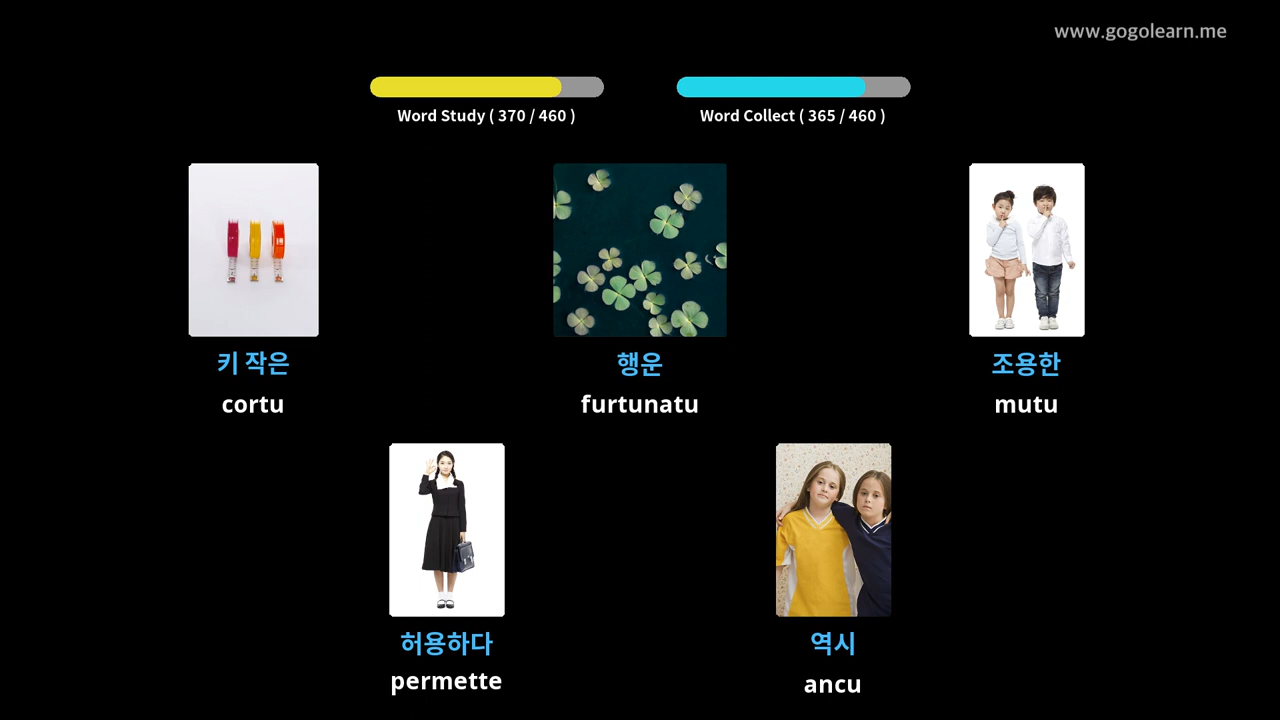 www.gogolearn.me
Word Study ( 370 / 460 )
Word Collect ( 365 / 460 )
키 작은
cortu
행운
furtunatu
조용한
mutu
허용하다
permette
역시
ancu